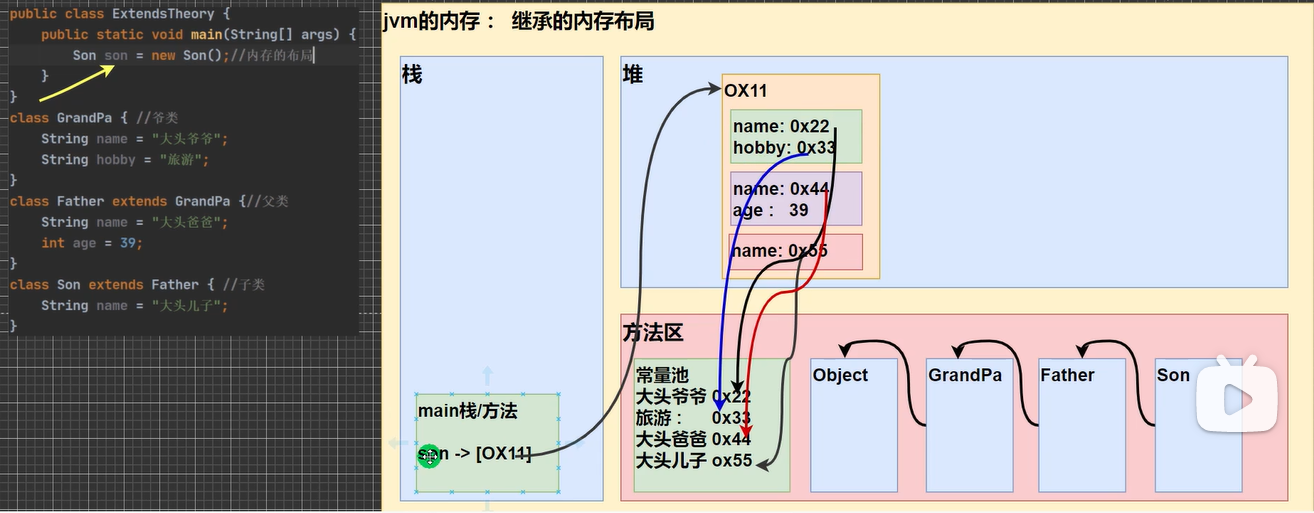 public class ExtendsTheory {
public static void main(String[] args) {
Son son = new Son();//内存的布局
}
}
class GrandPa { //爷类
String name = "大头爷爷";
String hobby = "旅游";
}
class Father extends GrandPa {//父类
String name = "大头爸爸";
int age = 39;
}
class Son extends Father { //子类
String name = "大头儿子";
}
jvm的内存： 继承的内存布局
栈
main栈/方法
son -> [OX11]
堆
OX11
name: 0x22
hobby: 0x33
name: 0x44
age： 39
name: 0x55
方法区
常量池
大头爷爷 0x22
旅游： 0x33
大头爸爸 0x44
大头儿子 ox55
Object
GrandPa
Father
Son